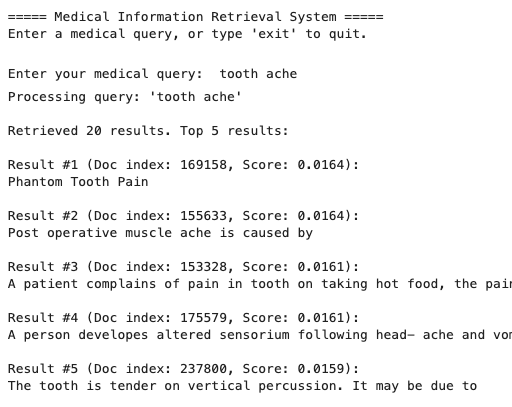 ===== Medical Information Retrieval System =====
Enter a medical query, or type 'exit' to quit.
Enter your medical query:  tooth ache
Processing query: 'tooth ache'
Retrieved 20 results. Top 5 results:
Result #1 (Doc index: 169158, Score: 0.0164):
Phantom Tooth Pain
Result #2 (Doc index: 155633, Score: 0.0164):
Post operative muscle ache is caused by
Result #3 (Doc index: 153328, Score: 0.0161):
A patient complains of pain in tooth on taking hot food, the
Result #4 (Doc index: 175579, Score: 0.0161):
A person developes altered sensorium following head– ache and
Result #5 (Doc index: 237800, Score: 0.0159):
The tooth is tender on vertical percussion. It may be due to